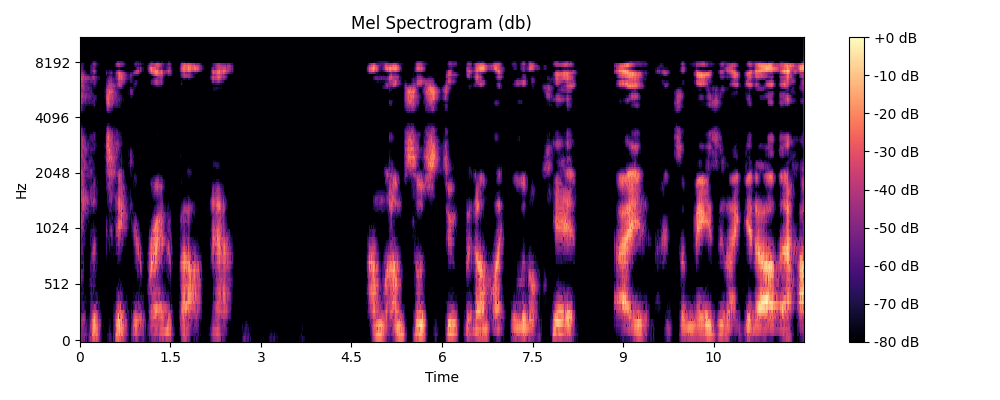 Mel Spectrogram (db)
Hz
8192
4096
2048
1024
512
0
0 1.5 3 4.5 6 7.5 9 10
Time
+0 dB
-10 dB
-20 dB
-30 dB
-40 dB
-50 dB
-60 dB
-70 dB
-80 dB